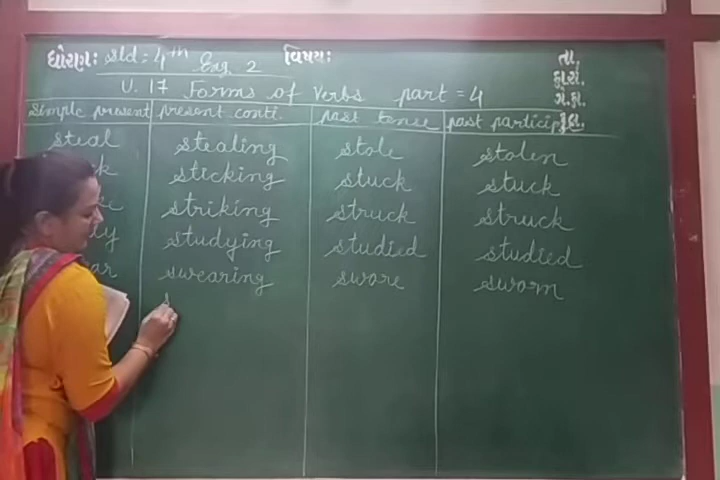 ધોરણઃ std : 4th Eng. 2 વિષયઃ તા.
U. 17 Forms of Verbs part = 4
simple present present conti. past tense past participle
steal stealing stole stolen
sticking stuck stuck
striking struck struck
studying studied studied
swearing swore sworn